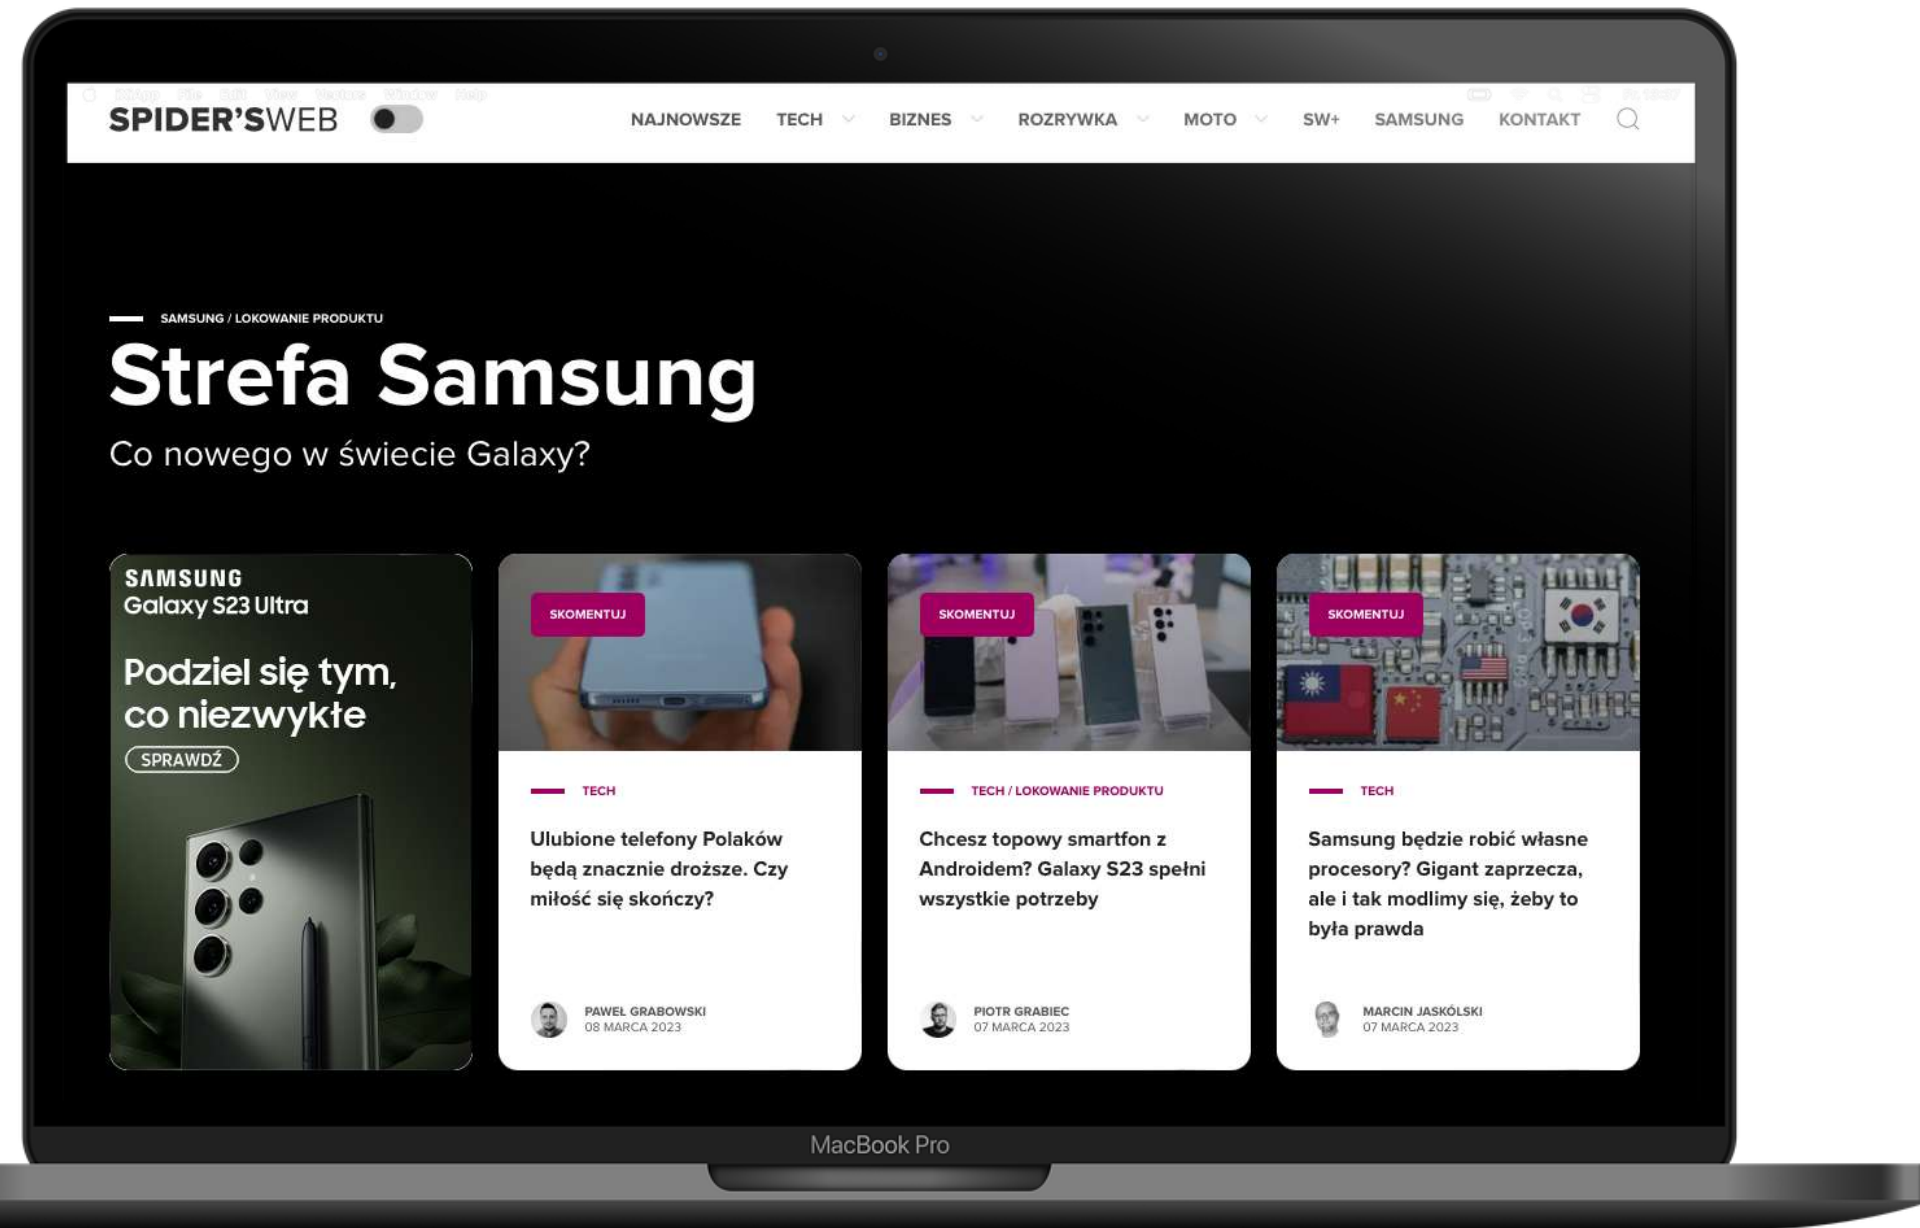 SPIDER'SWEB
NAJNOWSZE TECH BIZNES ROZRYWKA MOTO SW+ SAMSUNG KONTAKT
SAMSUNG / LOKOWANIE PRODUKTU
Strefa Samsung
Co nowego w świecie Galaxy?
SAMSUNG
Galaxy S23 Ultra
Podziel się tym,
co niezwykłe
SPRAWDŹ
SKOMENTUJ
TECH
Ulubione telefony Polaków
będą znacznie droższe. Czy
miłość się skończy?
PAWEŁ GRABOWSKI
08 MARCA 2023
SKOMENTUJ
TECH / LOKOWANIE PRODUKTU
Chcesz topowy smartfon z
Androidem? Galaxy S23 spełni
wszystkie potrzeby
PIOTR GRABIEC
07 MARCA 2023
SKOMENTUJ
TECH
Samsung będzie robić własne
procesory? Gigant zaprzecza,
ale i tak modlimy się, żeby to
była prawda
MARCIN JASKÓLSKI
07 MARCA 2023
MacBook Pro